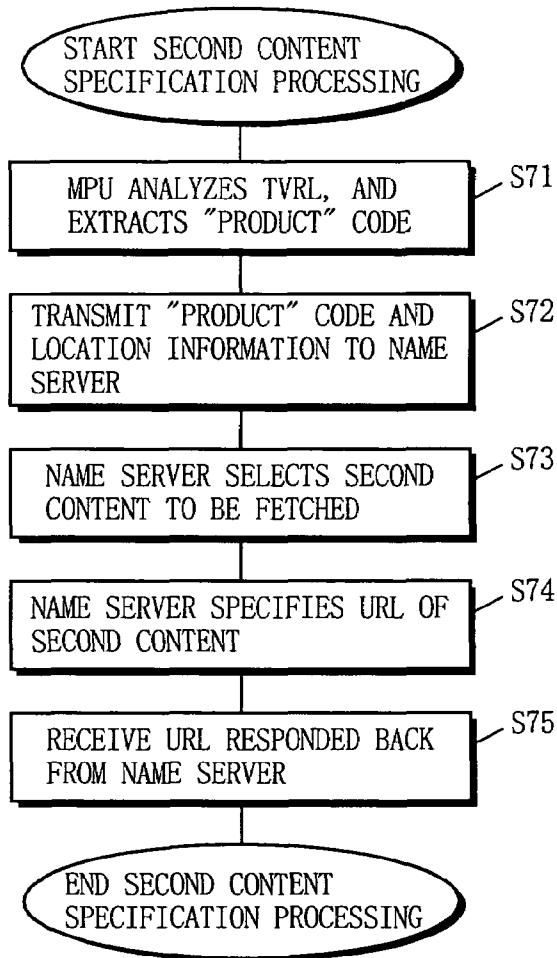 START SECOND CONTENT
SPECIFICATION PROCESSING
MPU ANALYZES TVRL, AND
EXTRACTS "PRODUCT" CODE
S71
TRANSMIT "PRODUCT" CODE AND
LOCATION INFORMATION TO NAME
SERVER
S72
NAME SERVER SELECTS SECOND
CONTENT TO BE FETCHED
S73
NAME SERVER SPECIFIES URL OF
SECOND CONTENT
S74
RECEIVE URL RESPONDED BACK
FROM NAME SERVER
S75
END SECOND CONTENT
SPECIFICATION PROCESSING